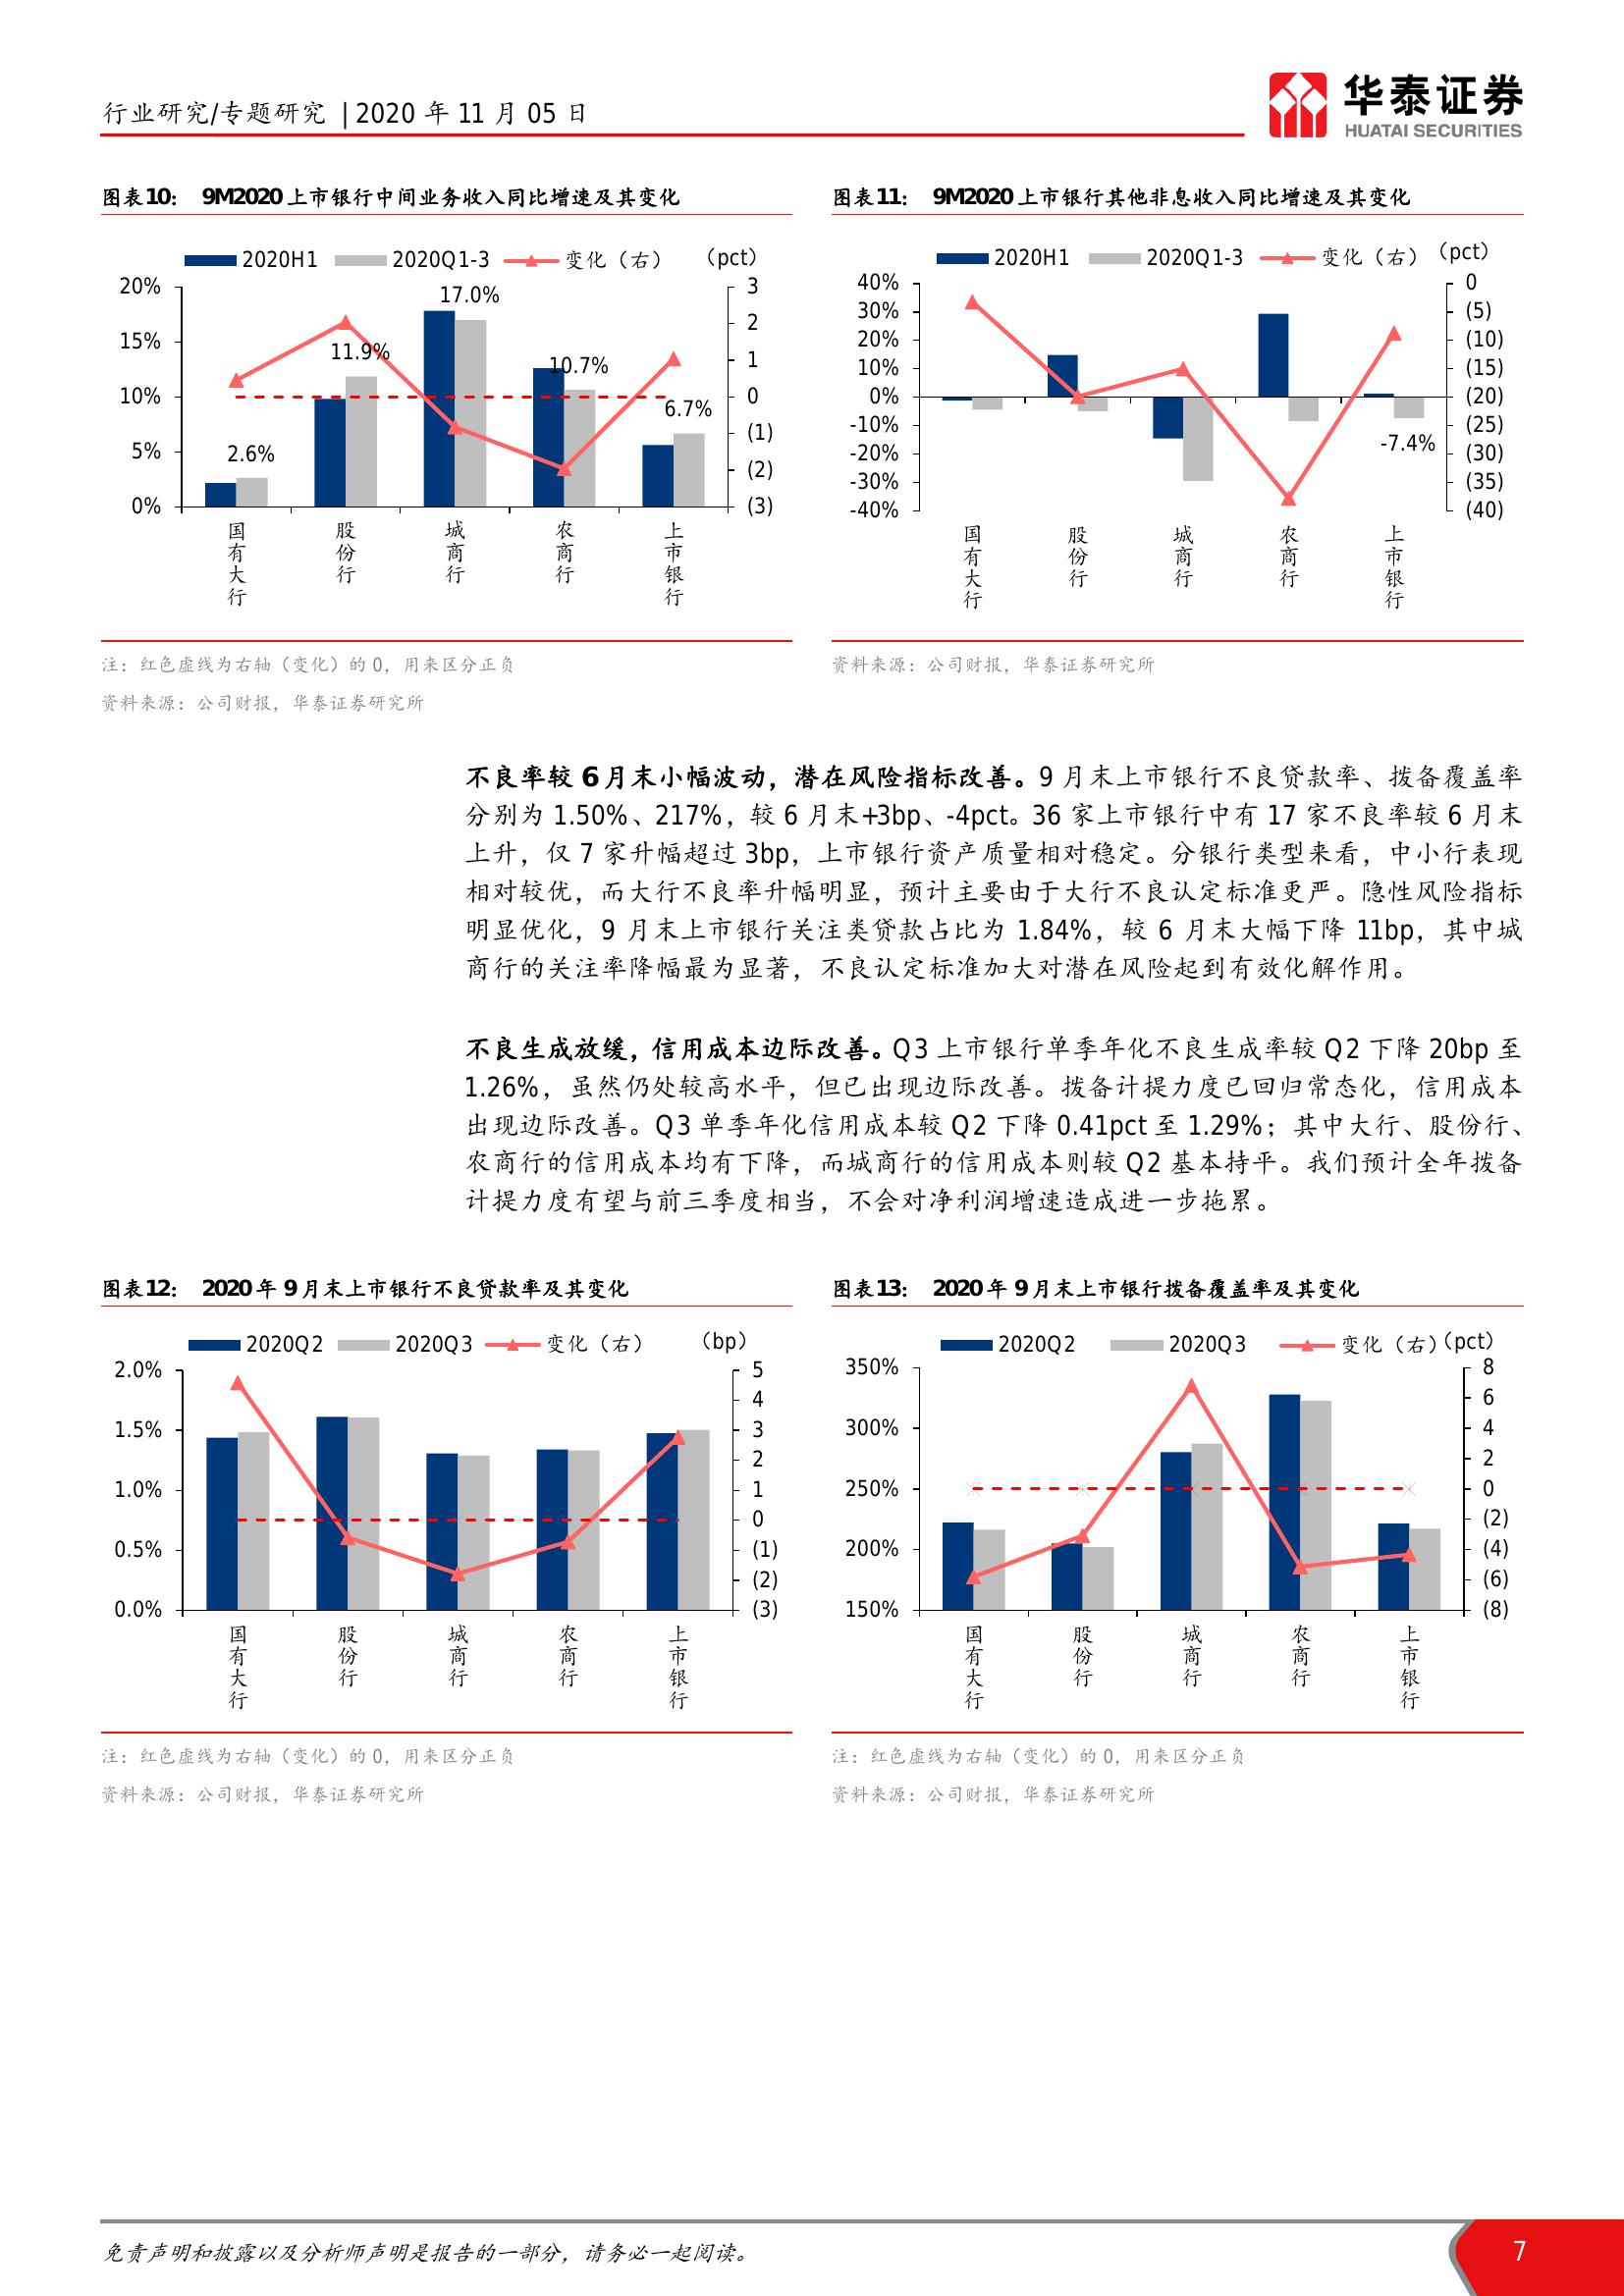 行业研究/专题研究 | 2020 年 11 月 05 日
华泰证券
HUATAI SECURITIES
图表10: 9M2020 上市银行中间业务收入同比增速及其变化
2020H1 2020Q1-3 变化（右） （pct）
20%
15%
10%
5%
0%
3
2
1
0
(1)
(2)
(3)
2.6%
11.9%
17.0%
10.7%
6.7%
国有大行
股份行
城商行
农商行
上市银行
注：红色虚线为右轴（变化）的 0，用来区分正负
资料来源：公司财报，华泰证券研究所
图表11: 9M2020 上市银行其他非息收入同比增速及其变化
2020H1 2020Q1-3 变化（右） （pct）
40%
30%
20%
10%
0%
-10%
-20%
-30%
-40%
0
(5)
(10)
(15)
(20)
(25)
(30)
(35)
(40)
-7.4%
国有大行
股份行
城商行
农商行
上市银行
资料来源：公司财报，华泰证券研究所
不良率较 6 月末小幅波动，潜在风险指标改善。9 月末上市银行不良贷款率、拨备覆盖率
分别为 1.50%、217%，较 6 月末+3bp、-4pct。36 家上市银行中有 17 家不良率较 6 月末
上升，仅 7 家升幅超过 3bp，上市银行资产质量相对稳定。分银行类型来看，中小行表现
相对较优，而大行不良率升幅明显，预计主要由于大行不良认定标准更严。隐性风险指标
明显优化，9 月末上市银行关注类贷款占比为 1.84%，较 6 月末大幅下降 11bp，其中城
商行的关注率降幅最为显著，不良认定标准加大对潜在风险起到有效化解作用。
不良生成放缓，信用成本边际改善。Q3 上市银行单季年化不良生成率较 Q2 下降 20bp 至
1.26%，虽然仍处较高水平，但已出现边际改善。拨备计提力度已回归常态化，信用成本
出现边际改善。Q3 单季年化信用成本较 Q2 下降 0.41pct 至 1.29%；其中大行、股份行、
农商行的信用成本均有下降，而城商行的信用成本则较 Q2 基本持平。我们预计全年拨备
计提力度有望与前三季度相当，不会对净利润增速造成进一步拖累。
图表12: 2020 年 9 月末上市银行不良贷款率及其变化
2020Q2 2020Q3 变化（右） （bp）
2.0%
1.5%
1.0%
0.5%
0.0%
5
4
3
2
1
0
(1)
(2)
(3)
国有大行
股份行
城商行
农商行
上市银行
注：红色虚线为右轴（变化）的 0，用来区分正负
资料来源：公司财报，华泰证券研究所
图表13: 2020 年 9 月末上市银行拨备覆盖率及其变化
2020Q2 2020Q3 变化（右） （pct）
350%
300%
250%
200%
150%
8
6
4
2
0
(2)
(4)
(6)
(8)
国有大行
股份行
城商行
农商行
上市银行
注：红色虚线为右轴（变化）的 0，用来区分正负
资料来源：公司财报，华泰证券研究所
免责声明和披露以及分析师声明是报告的一部分，请务必一起阅读。
7